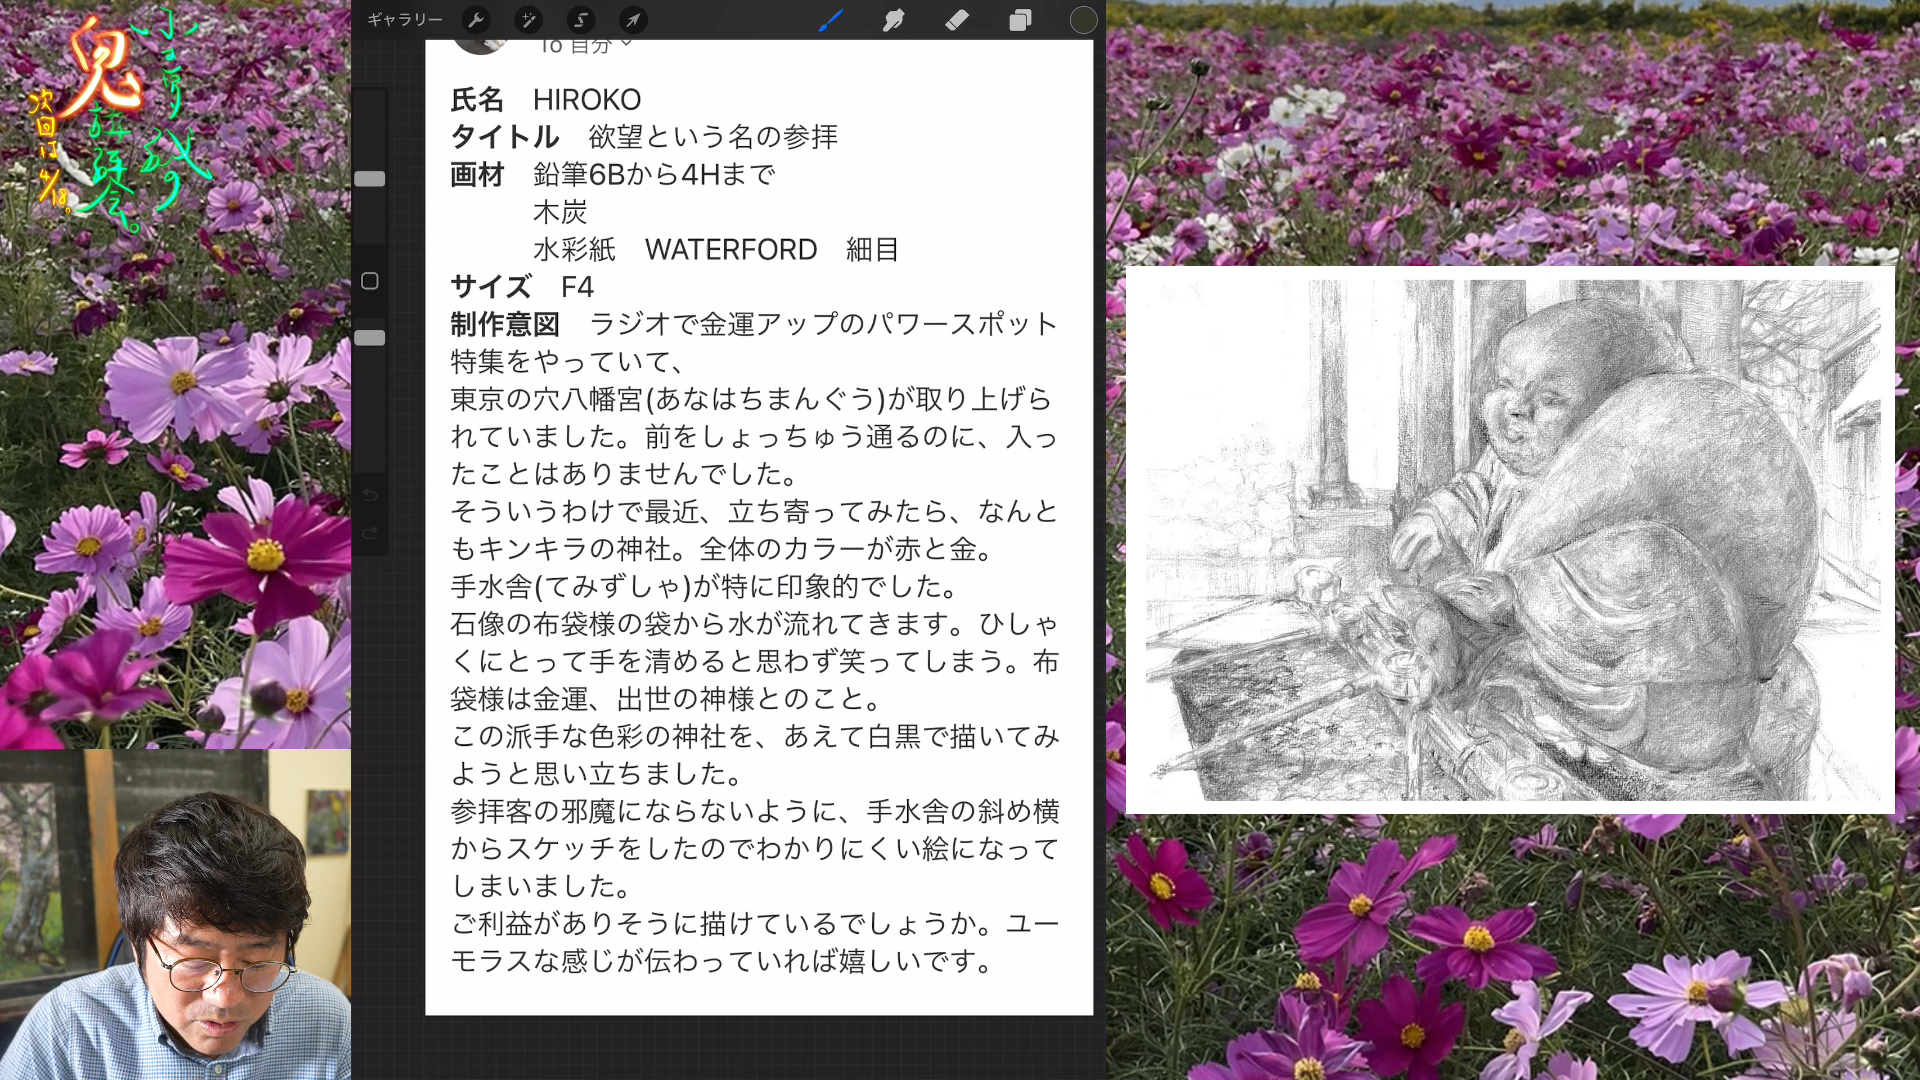 小言残の
鬼
講評会。
次回は4/18。
ギャラリー
To 自分
氏名　HIROKO
タイトル　欲望という名の参拝
画材　鉛筆6Bから4Hまで
木炭
水彩紙　WATERFORD　細目
サイズ　F4
制作意図　ラジオで金運アップのパワースポット
特集をやっていて、
東京の穴八幡宮(あなはちまんぐう)が取り上げら
れていました。前をしょっちゅう通るのに、入っ
たことはありませんでした。
そういうわけで最近、立ち寄ってみたら、なんと
もキンキラの神社。全体のカラーが赤と金。
手水舎(てみずしゃ)が特に印象的でした。
石像の布袋様の袋から水が流れてきます。ひしゃ
くにとって手を清めると思わず笑ってしまう。布
袋様は金運、出世の神様とのこと。
この派手な色彩の神社を、あえて白黒で描いてみ
ようと思い立ちました。
参拝客の邪魔にならないように、手水舎の斜め横
からスケッチをしたのでわかりにくい絵になって
しまいました。
ご利益がありそうに描けているでしょうか。ユー
モラスな感じが伝わっていれば嬉しいです。